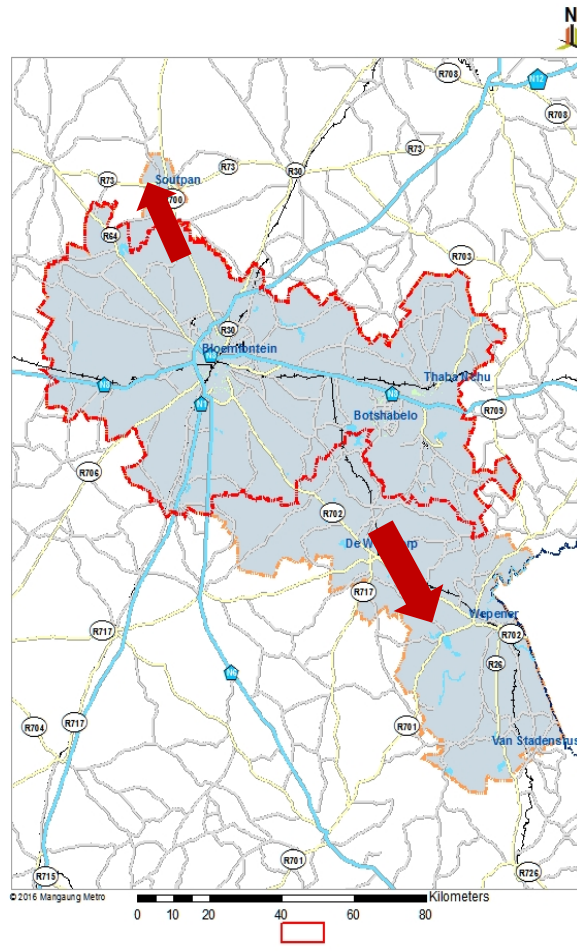 N
R708
N12
R708
R73
R73
R73
R30
Soutpan
R64
R703
R30
Bloemfontein
Thaba
N8
N8
N1
Botshabelo
R709
R706
R702
R717
Wepener
R702
R717
R26
N6
R701
R704
R717
Van Stadensrus
R701
R715
R726
© 2016 Mangaung Metro
Kilometers
0 5 10 20 40 60 80